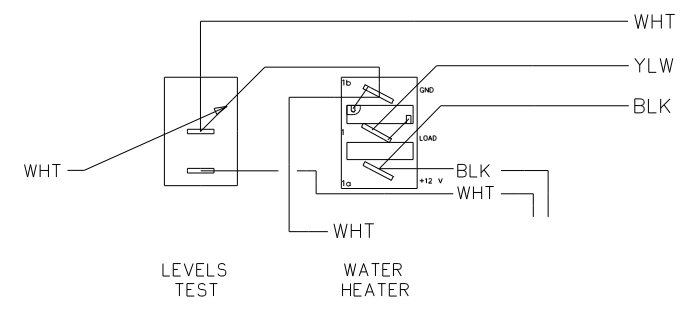 WHT
YLW
1b
GND
BLK
1
LOAD
WHT
BLK
1a
+12 V
WHT
WHT
LEVELS
TEST
WATER
HEATER